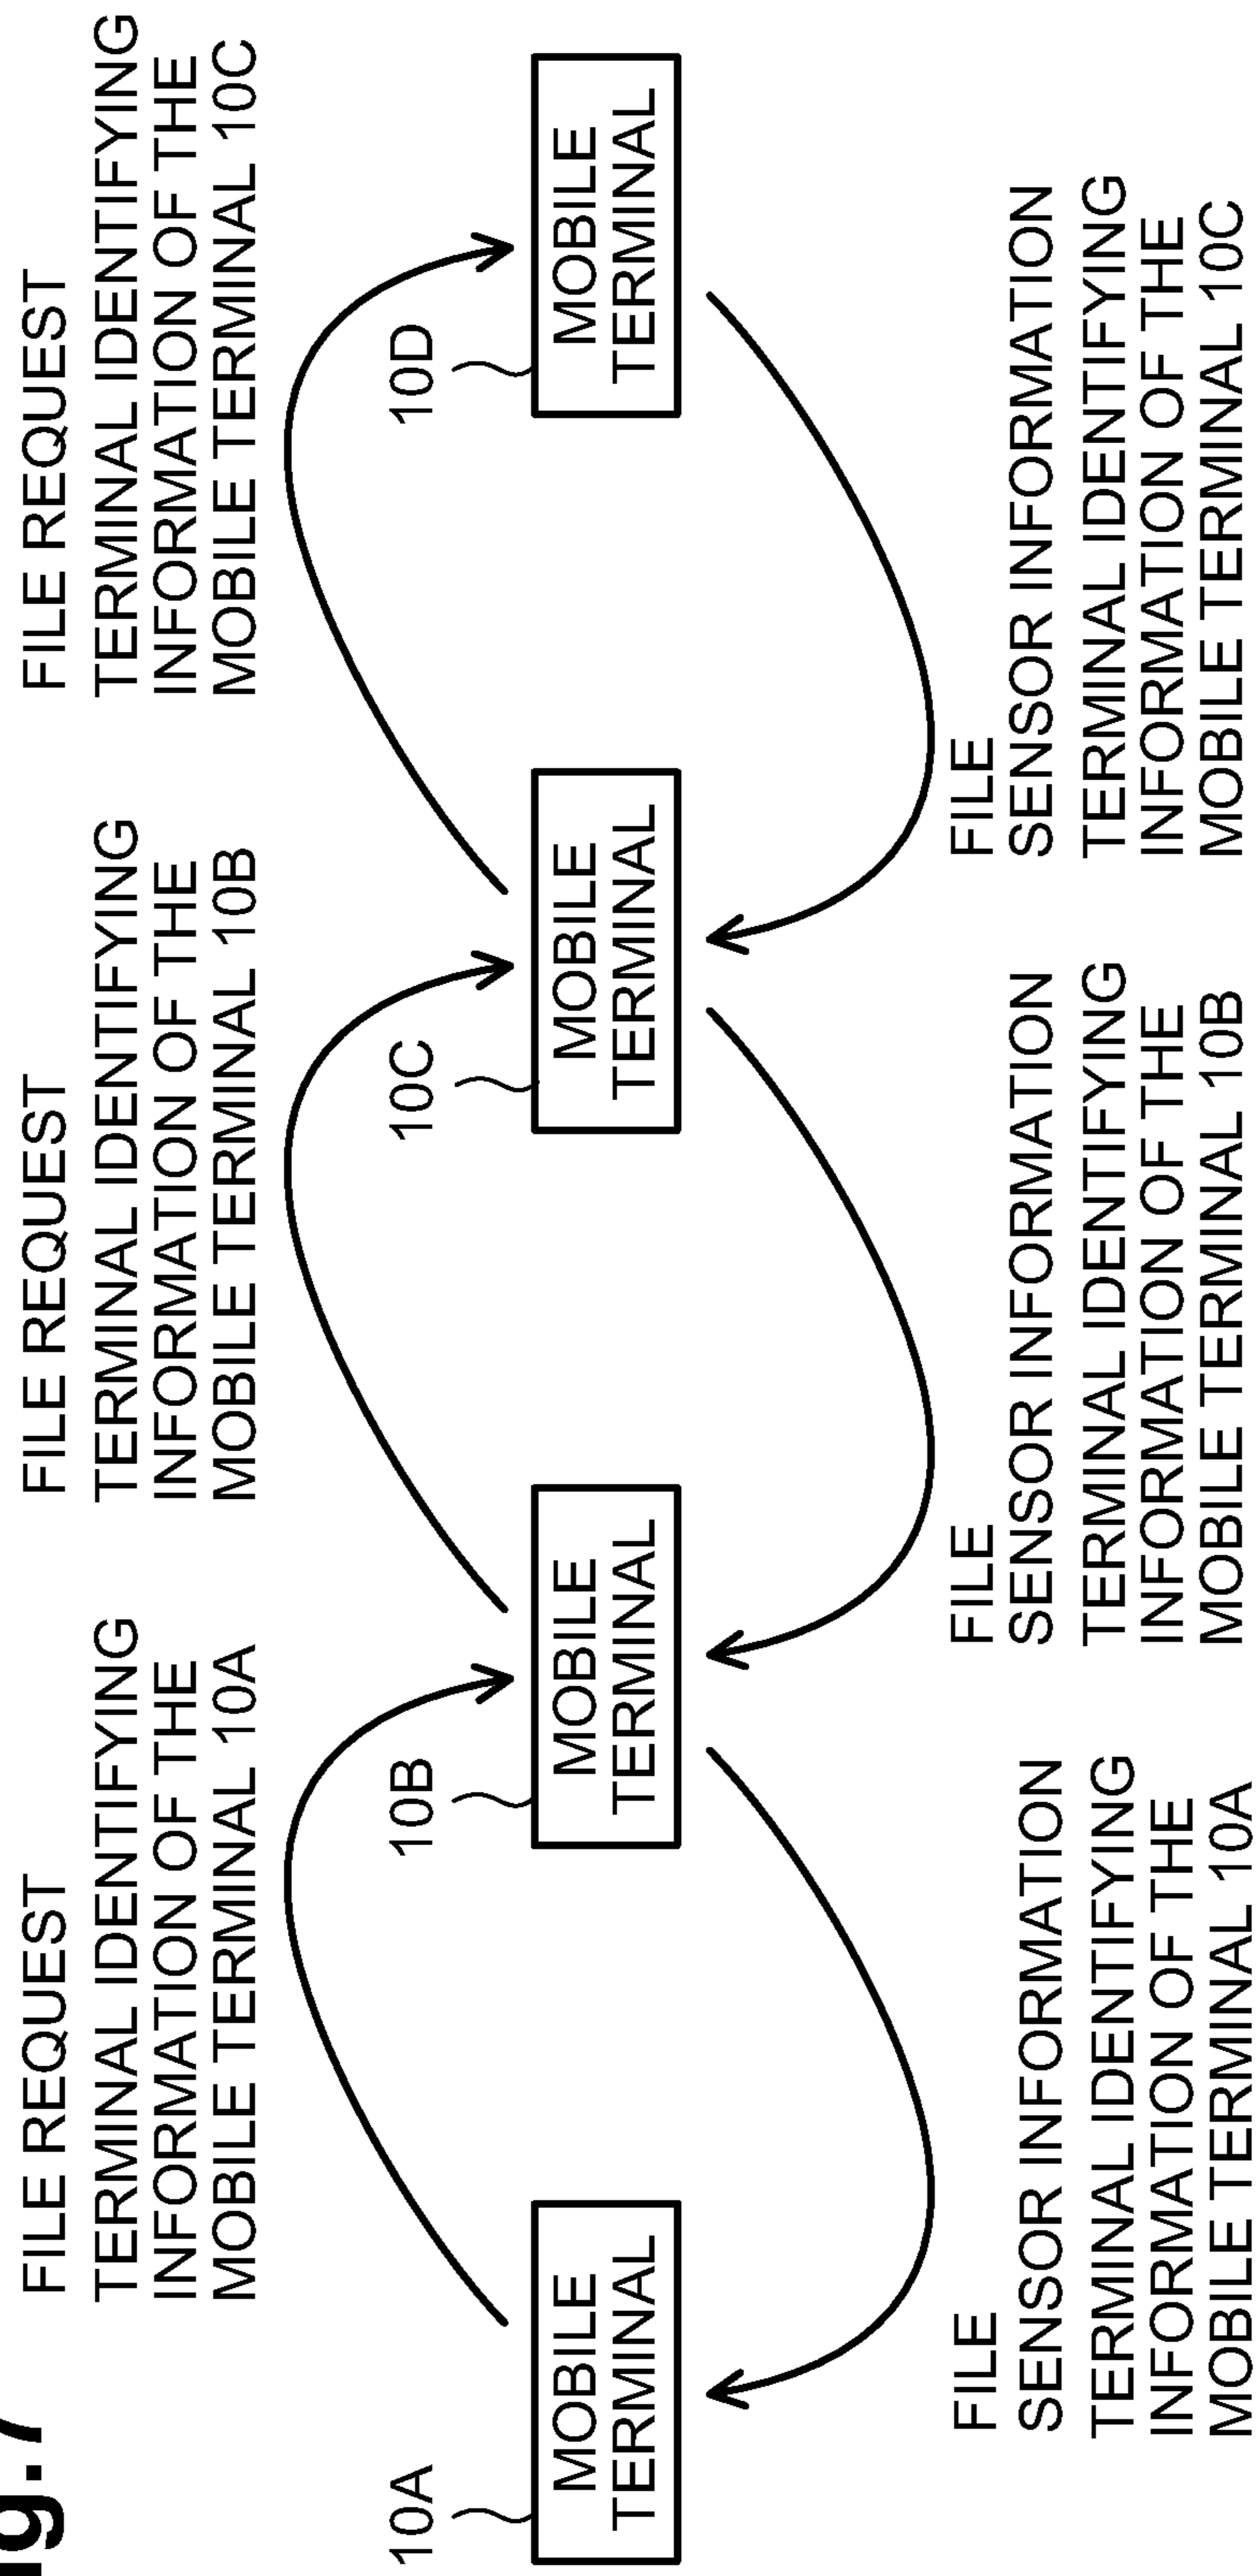 ig.7
FILE REQUEST
TERMINAL IDENTIFYING
INFORMATION OF THE
MOBILE TERMINAL 10A
FILE REQUEST
TERMINAL IDENTIFYING
INFORMATION OF THE
MOBILE TERMINAL 10B
FILE REQUEST
TERMINAL IDENTIFYING
INFORMATION OF THE
MOBILE TERMINAL 10C
10A
MOBILE
TERMINAL
10B
MOBILE
TERMINAL
10C
MOBILE
TERMINAL
10D
MOBILE
TERMINAL
FILE
SENSOR INFORMATION
TERMINAL IDENTIFYING
INFORMATION OF THE
MOBILE TERMINAL 10A
FILE
SENSOR INFORMATION
TERMINAL IDENTIFYING
INFORMATION OF THE
MOBILE TERMINAL 10B
FILE
SENSOR INFORMATION
TERMINAL IDENTIFYING
INFORMATION OF THE
MOBILE TERMINAL 10C